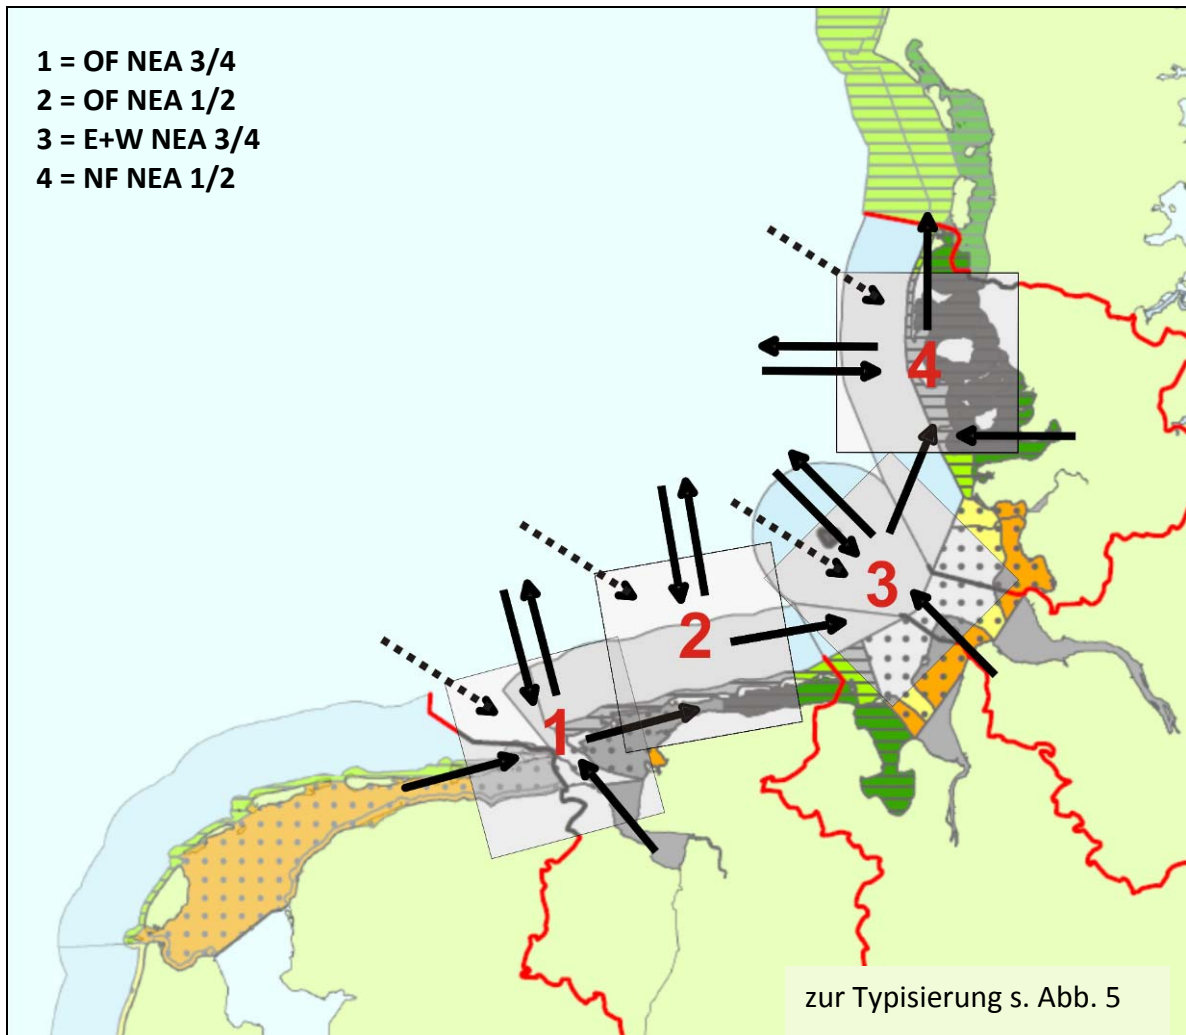 1 = OF NEA 3/4
2 = OF NEA 1/2
3 = E+W NEA 3/4
4 = NF NEA 1/2
4
3
2
1
zur Typisierung s. Abb. 5